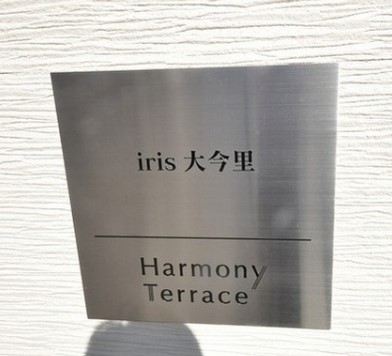 iris 大今里
Harmony
Terrace